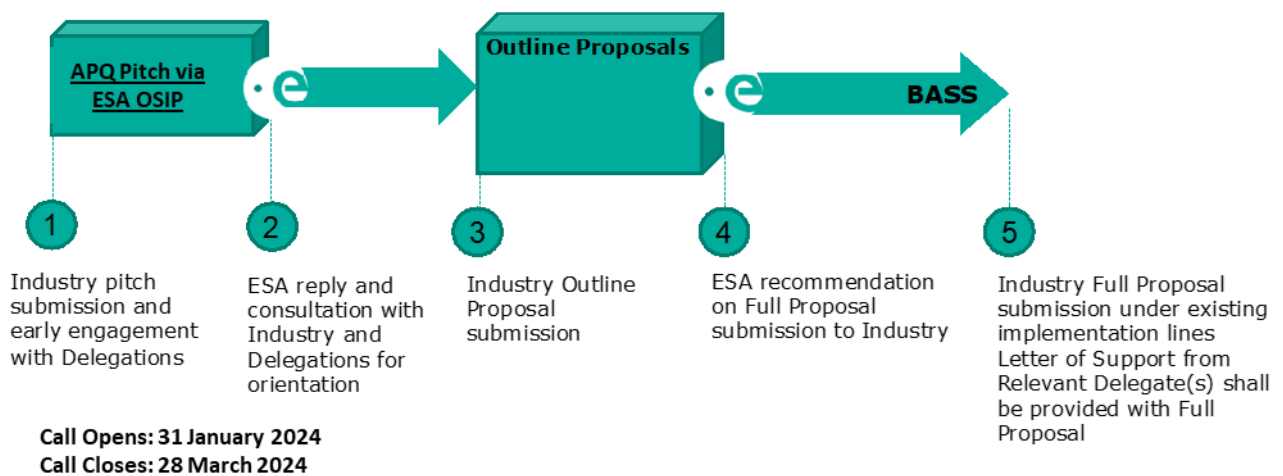 APQ Pitch via
ESA OSIP
e
Outline Proposals
e
BASS
1
2
3
4
5
Industry pitch
submission and
early engagement
with Delegations
ESA reply and
consultation with
Industry and
Delegations for
orientation
Industry Outline
Proposal
submission
ESA recommendation
on Full Proposal
submission to Industry
Industry Full Proposal
submission under existing
implementation lines
Letter of Support from
Relevant Delegate(s) shall
be provided with Full
Proposal
Call Opens: 31 January 2024
Call Closes: 28 March 2024